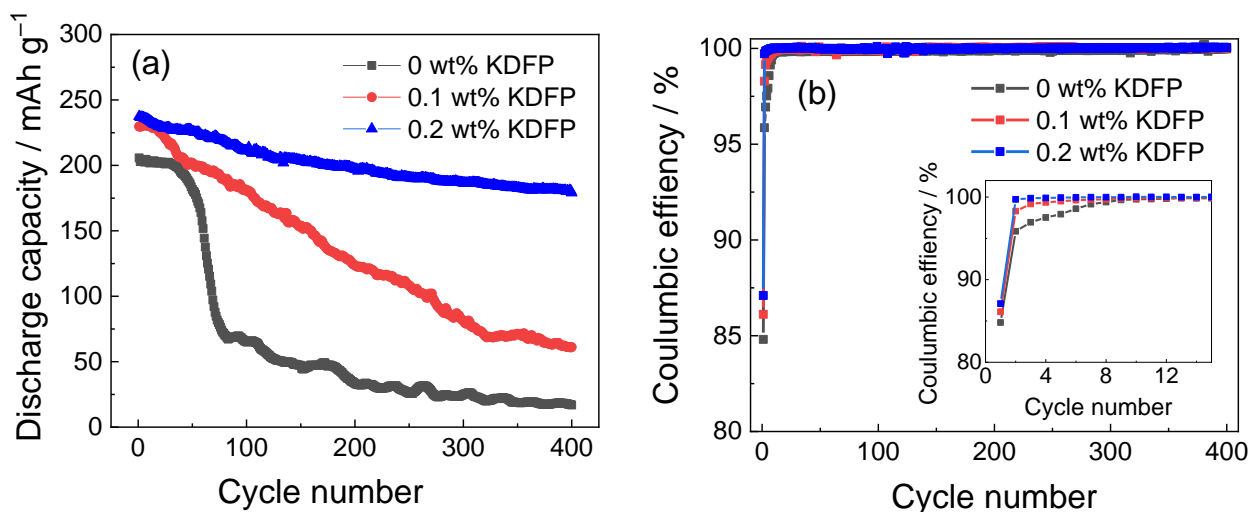 (a)
0 wt% KDFP
0.1 wt% KDFP
0.2 wt% KDFP
Discharge capacity / mAh g⁻¹
300
250
200
150
100
50
0
0 100 200 300 400
Cycle number
(b)
0 wt% KDFP
0.1 wt% KDFP
0.2 wt% KDFP
Coulumbic effiency / %
100
95
90
85
80
0 100 200 300 400
Cycle number
Coulumbic effiency / %
100
90
80
0 4 8 12
Cycle number